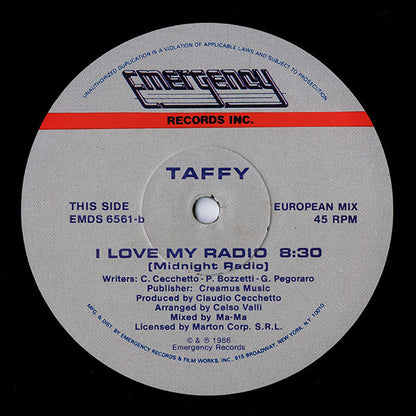 UNAUTHORIZED DUPLICATION IS A VIOLATION OF APPLICABLE LAWS AND SUBJECT TO PROSECUTION
Emergency
RECORDS INC.
TAFFY
THIS SIDE
EMDS 6561-b
EUROPEAN MIX
45 RPM
I LOVE MY RADIO 8:30
(Midnight Radio)
Writers: C. Cecchetto - P. Bozzetti - G. Pegoraro
Publisher: Creamus Music
Produced by Claudio Cecchetto
Arranged by Celso Valli
Mixed by Ma-Ma
Licensed by Marton Corp. S.R.L.
© & ℗ 1986
Emergency Records
MFG. & DIST. BY EMERGENCY RECORDS & FILM WORKS, INC. 915 BROADWAY, NEW YORK, N.Y. 10010